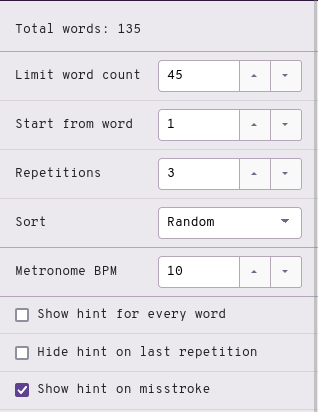 Total words: 135
Limit word count 45
Start from word 1
Repetitions 3
Sort Random
Metronome BPM 10
Show hint for every word
Hide hint on last repetition
Show hint on misstroke